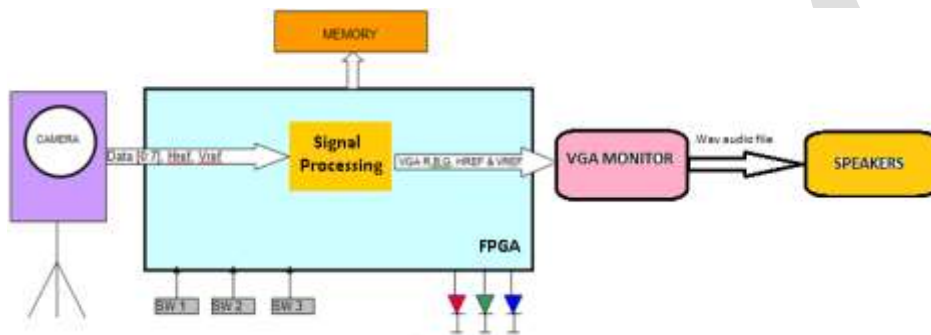 MEMORY
CAMERA
Data [0:7], Href, Vref
Signal
Processing
VGA R,B,G, HREF & VREF
VGA MONITOR
Wav audio file
SPEAKERS
FPGA
SW 1
SW 2
SW 3